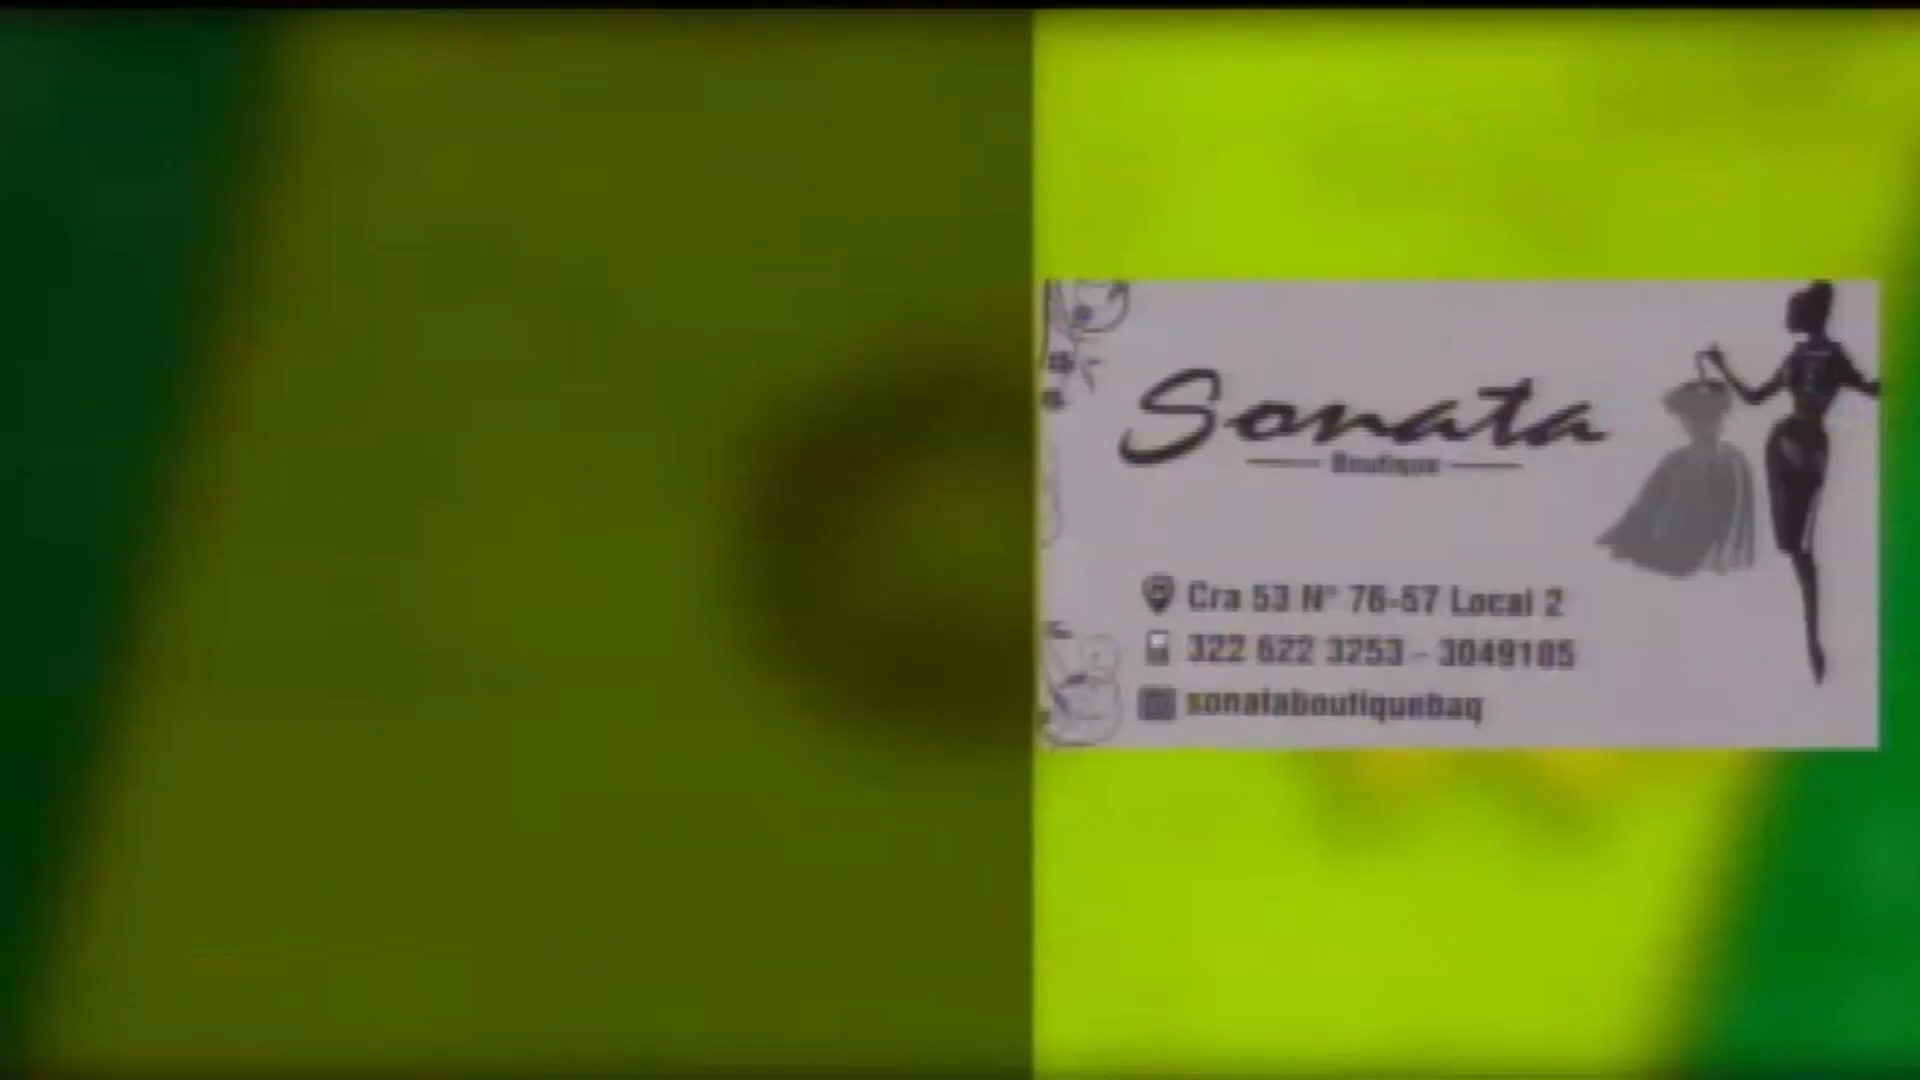 Sonata
Boutique
Cra 53 N° 76-57 Local 2
322 622 3253 - 3049185
sonataboutiquebaq